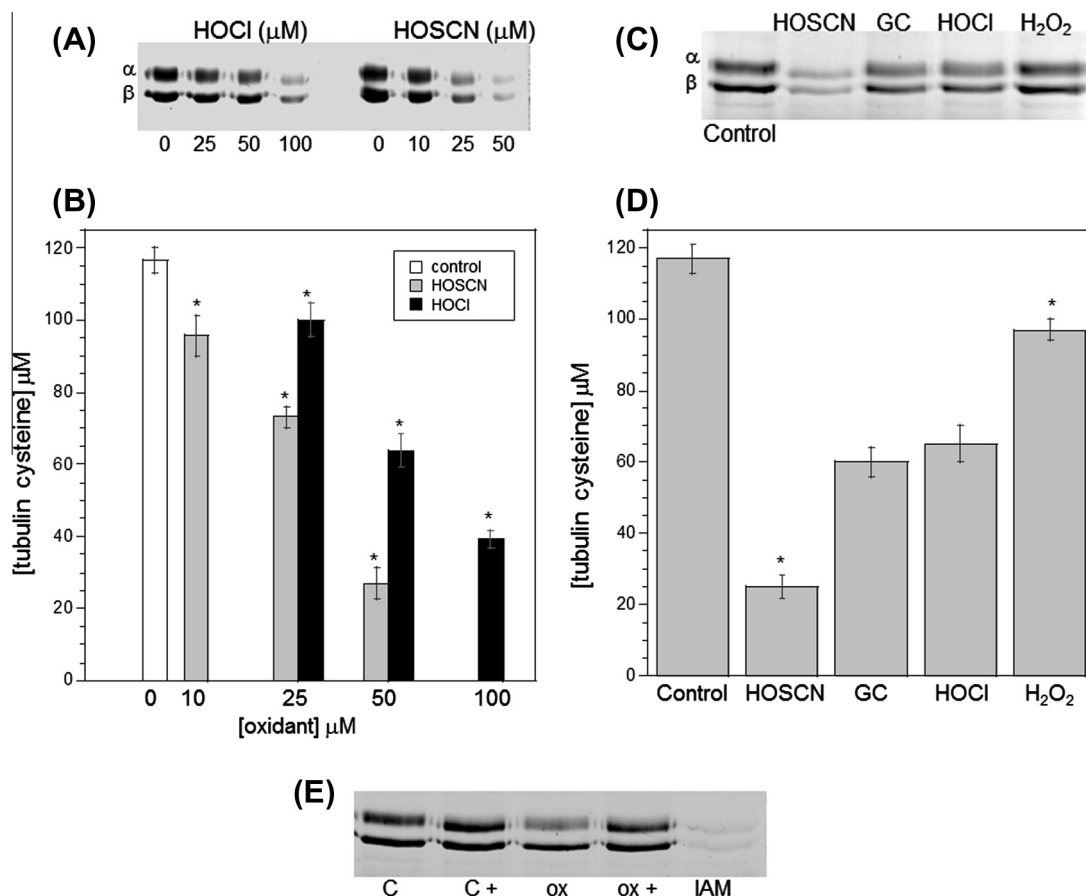 (A)
HOCl (µM)
HOSCN (µM)
α
β
0 25 50 100
0 10 25 50
(C)
HOSCN GC HOCl H₂O₂
α
β
Control
(B)
120
100
80
60
40
20
0
[tubulin cysteine] µM
control
HOSCN
HOCl
*
*
*
*
*
*
0 10 25 50 100
[oxidant] µM
(D)
120
100
80
60
40
20
0
[tubulin cysteine] µM
*
*
Control HOSCN GC HOCl H₂O₂
(E)
C C + ox ox + IAM